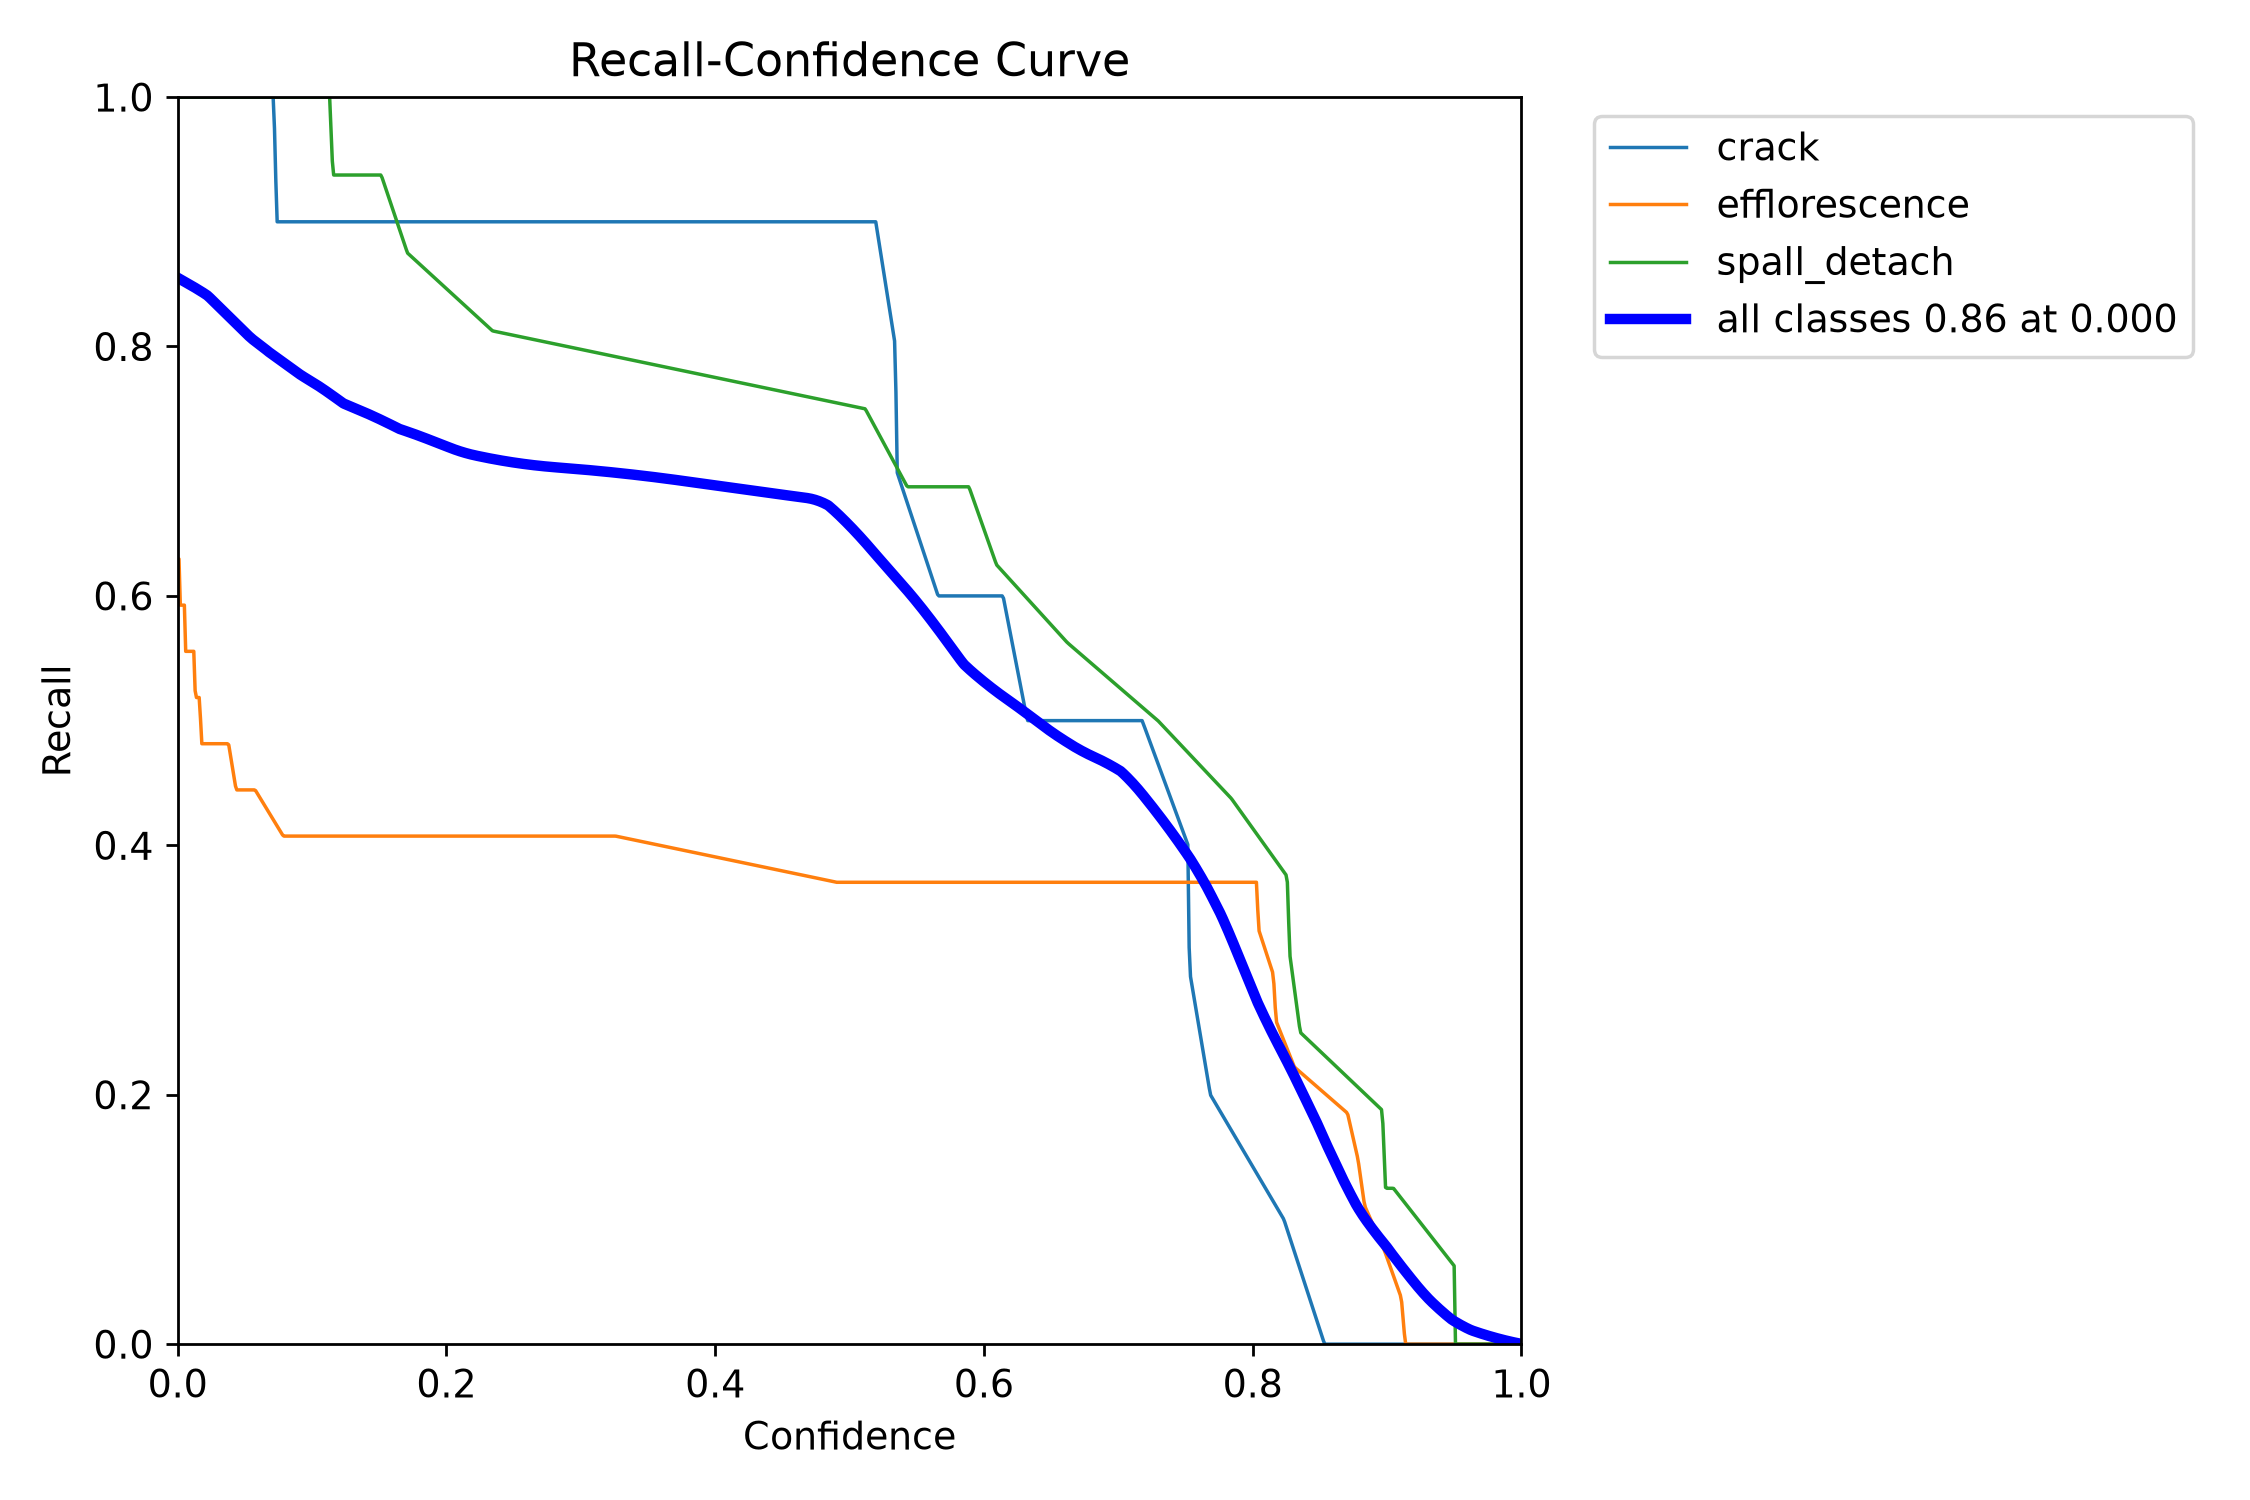 Recall-Confidence Curve
1.0
0.8
0.6
0.4
0.2
0.0
Recall
0.0 0.2 0.4 0.6 0.8 1.0
Confidence
crack
efflorescence
spall_detach
all classes 0.86 at 0.000